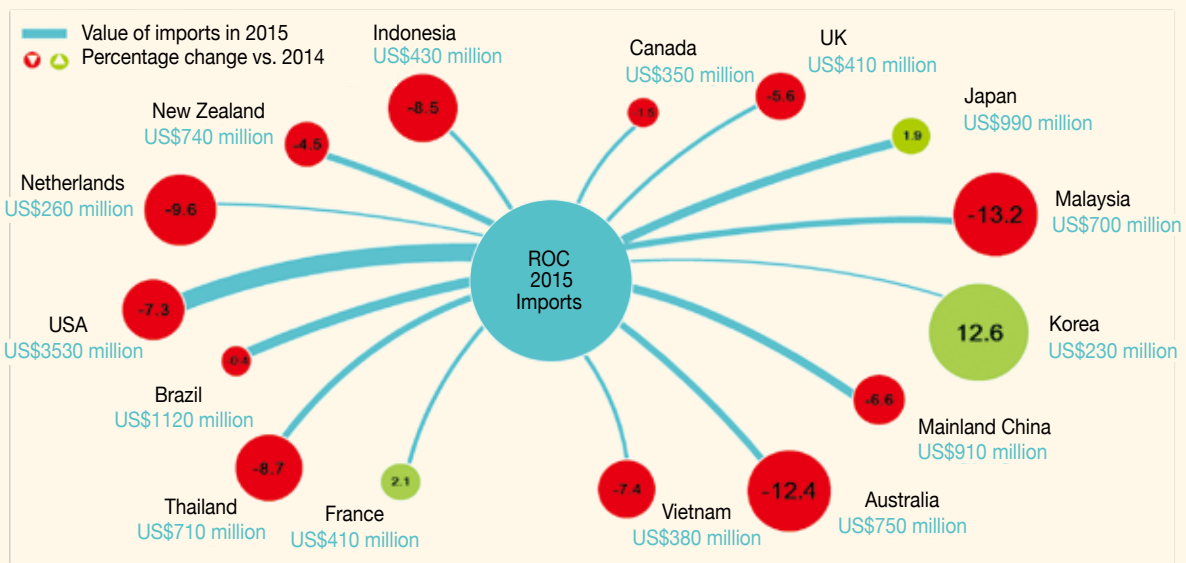 Value of imports in 2015
Percentage change vs. 2014
Indonesia
US$430 million
-8.5
Canada
US$350 million
-1.5
UK
US$410 million
-5.6
Japan
US$990 million
1.9
New Zealand
US$740 million
-4.5
Netherlands
US$260 million
-9.6
Malaysia
US$700 million
-13.2
ROC
2015
Imports
USA
US$3530 million
-7.3
Korea
US$230 million
12.6
Brazil
US$1120 million
-0.4
Mainland China
US$910 million
-6.6
Thailand
US$710 million
-8.7
France
US$410 million
2.1
Vietnam
US$380 million
-7.4
Australia
US$750 million
-12.4